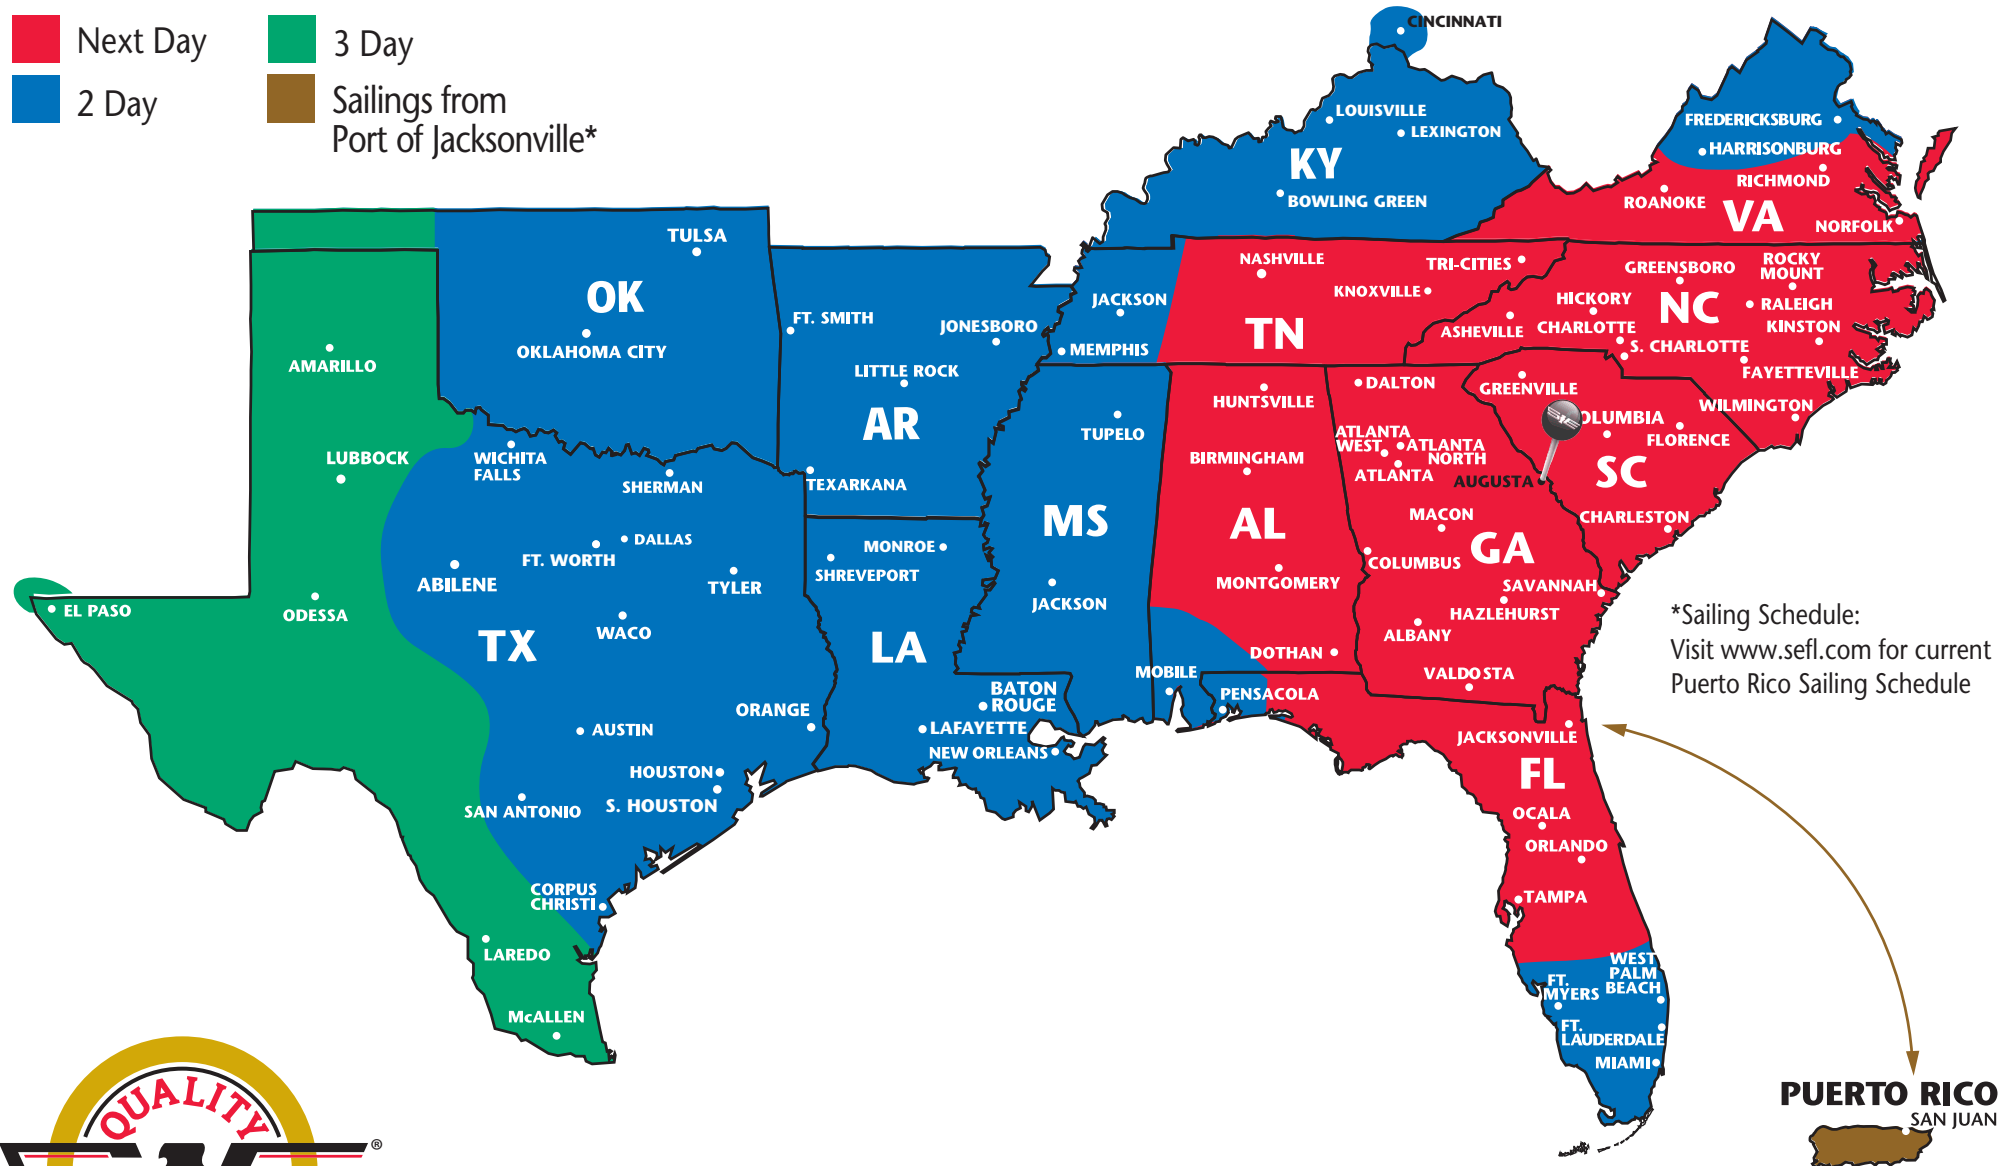 Next Day
3 Day
2 Day
Sailings from
Port of Jacksonville*
CINCINNATI
LOUISVILLE
LEXINGTON
KY
BOWLING GREEN
FREDERICKSBURG
HARRISONBURG
RICHMOND
ROANOKE
VA
NORFOLK
TULSA
OK
OKLAHOMA CITY
FT. SMITH
JONESBORO
LITTLE ROCK
AR
TEXARKANA
JACKSON
MEMPHIS
NASHVILLE
TRI-CITIES
KNOXVILLE
TN
GREENSBORO
ROCKY
MOUNT
HICKORY
NC
RALEIGH
ASHEVILLE
CHARLOTTE
KINSTON
S. CHARLOTTE
FAYETTEVILLE
WILMINGTON
GREENVILLE
OLUMBIA
FLORENCE
SC
CHARLESTON
AMARILLO
LUBBOCK
WICHITA
FALLS
SHERMAN
FT. WORTH
DALLAS
ABILENE
TYLER
EL PASO
ODESSA
WACO
TX
AUSTIN
ORANGE
HOUSTON
S. HOUSTON
SAN ANTONIO
CORPUS
CHRISTI
LAREDO
McALLEN
MONROE
SHREVEPORT
LA
BATON
ROUGE
LAFAYETTE
NEW ORLEANS
TUPELO
MS
JACKSON
HUNTSVILLE
BIRMINGHAM
AL
MONTGOMERY
DOTHAN
MOBILE
PENSACOLA
DALTON
ATLANTA
WEST
ATLANTA
NORTH
ATLANTA
AUGUSTA
MACON
GA
COLUMBUS
SAVANNAH
HAZLEHURST
ALBANY
VALDOSTA
JACKSONVILLE
FL
OCALA
ORLANDO
TAMPA
WEST
PALM
BEACH
FT.
MYERS
FT.
LAUDERDALE
MIAMI
*Sailing Schedule:
Visit www.sefl.com for current
Puerto Rico Sailing Schedule
PUERTO RICO
SAN JUAN
QUALITY
®